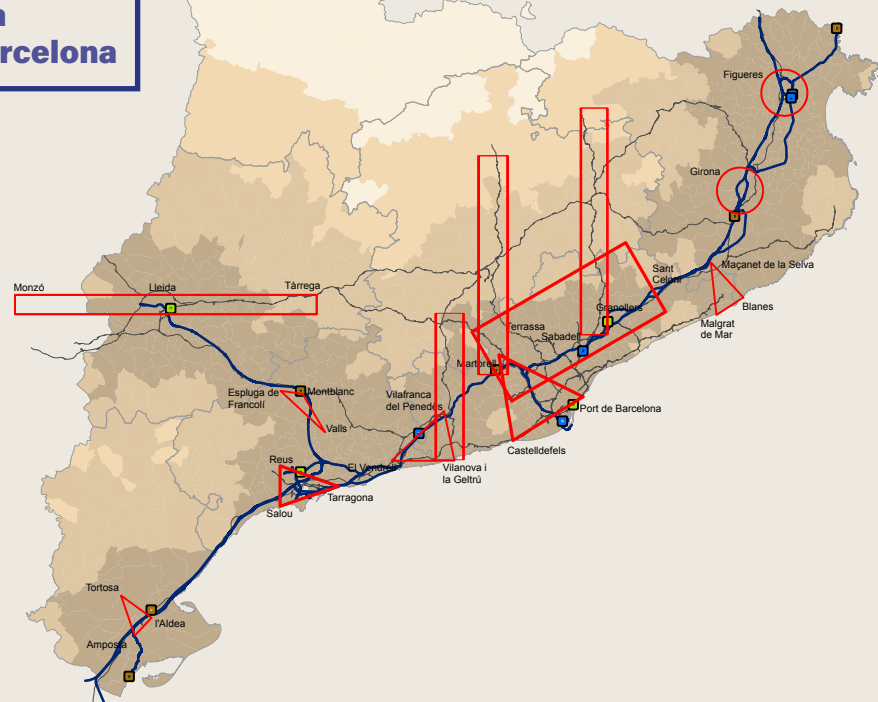 rcelona
Figueres
Girona
Maçanet de la Selva
Sant
Celoni
Blanes
Malgrat
de Mar
Monzó
Lleida
Tàrrega
Granollers
Terrassa
Sabadell
Martorell
Espluga de
Francolí
Montblanc
Vilafranca
del Penedès
Port de Barcelona
Valls
Castelldefels
Reus
El Vendrell
Vilanova i
la Geltrú
Tarragona
Salou
Tortosa
l'Aldea
Amposta